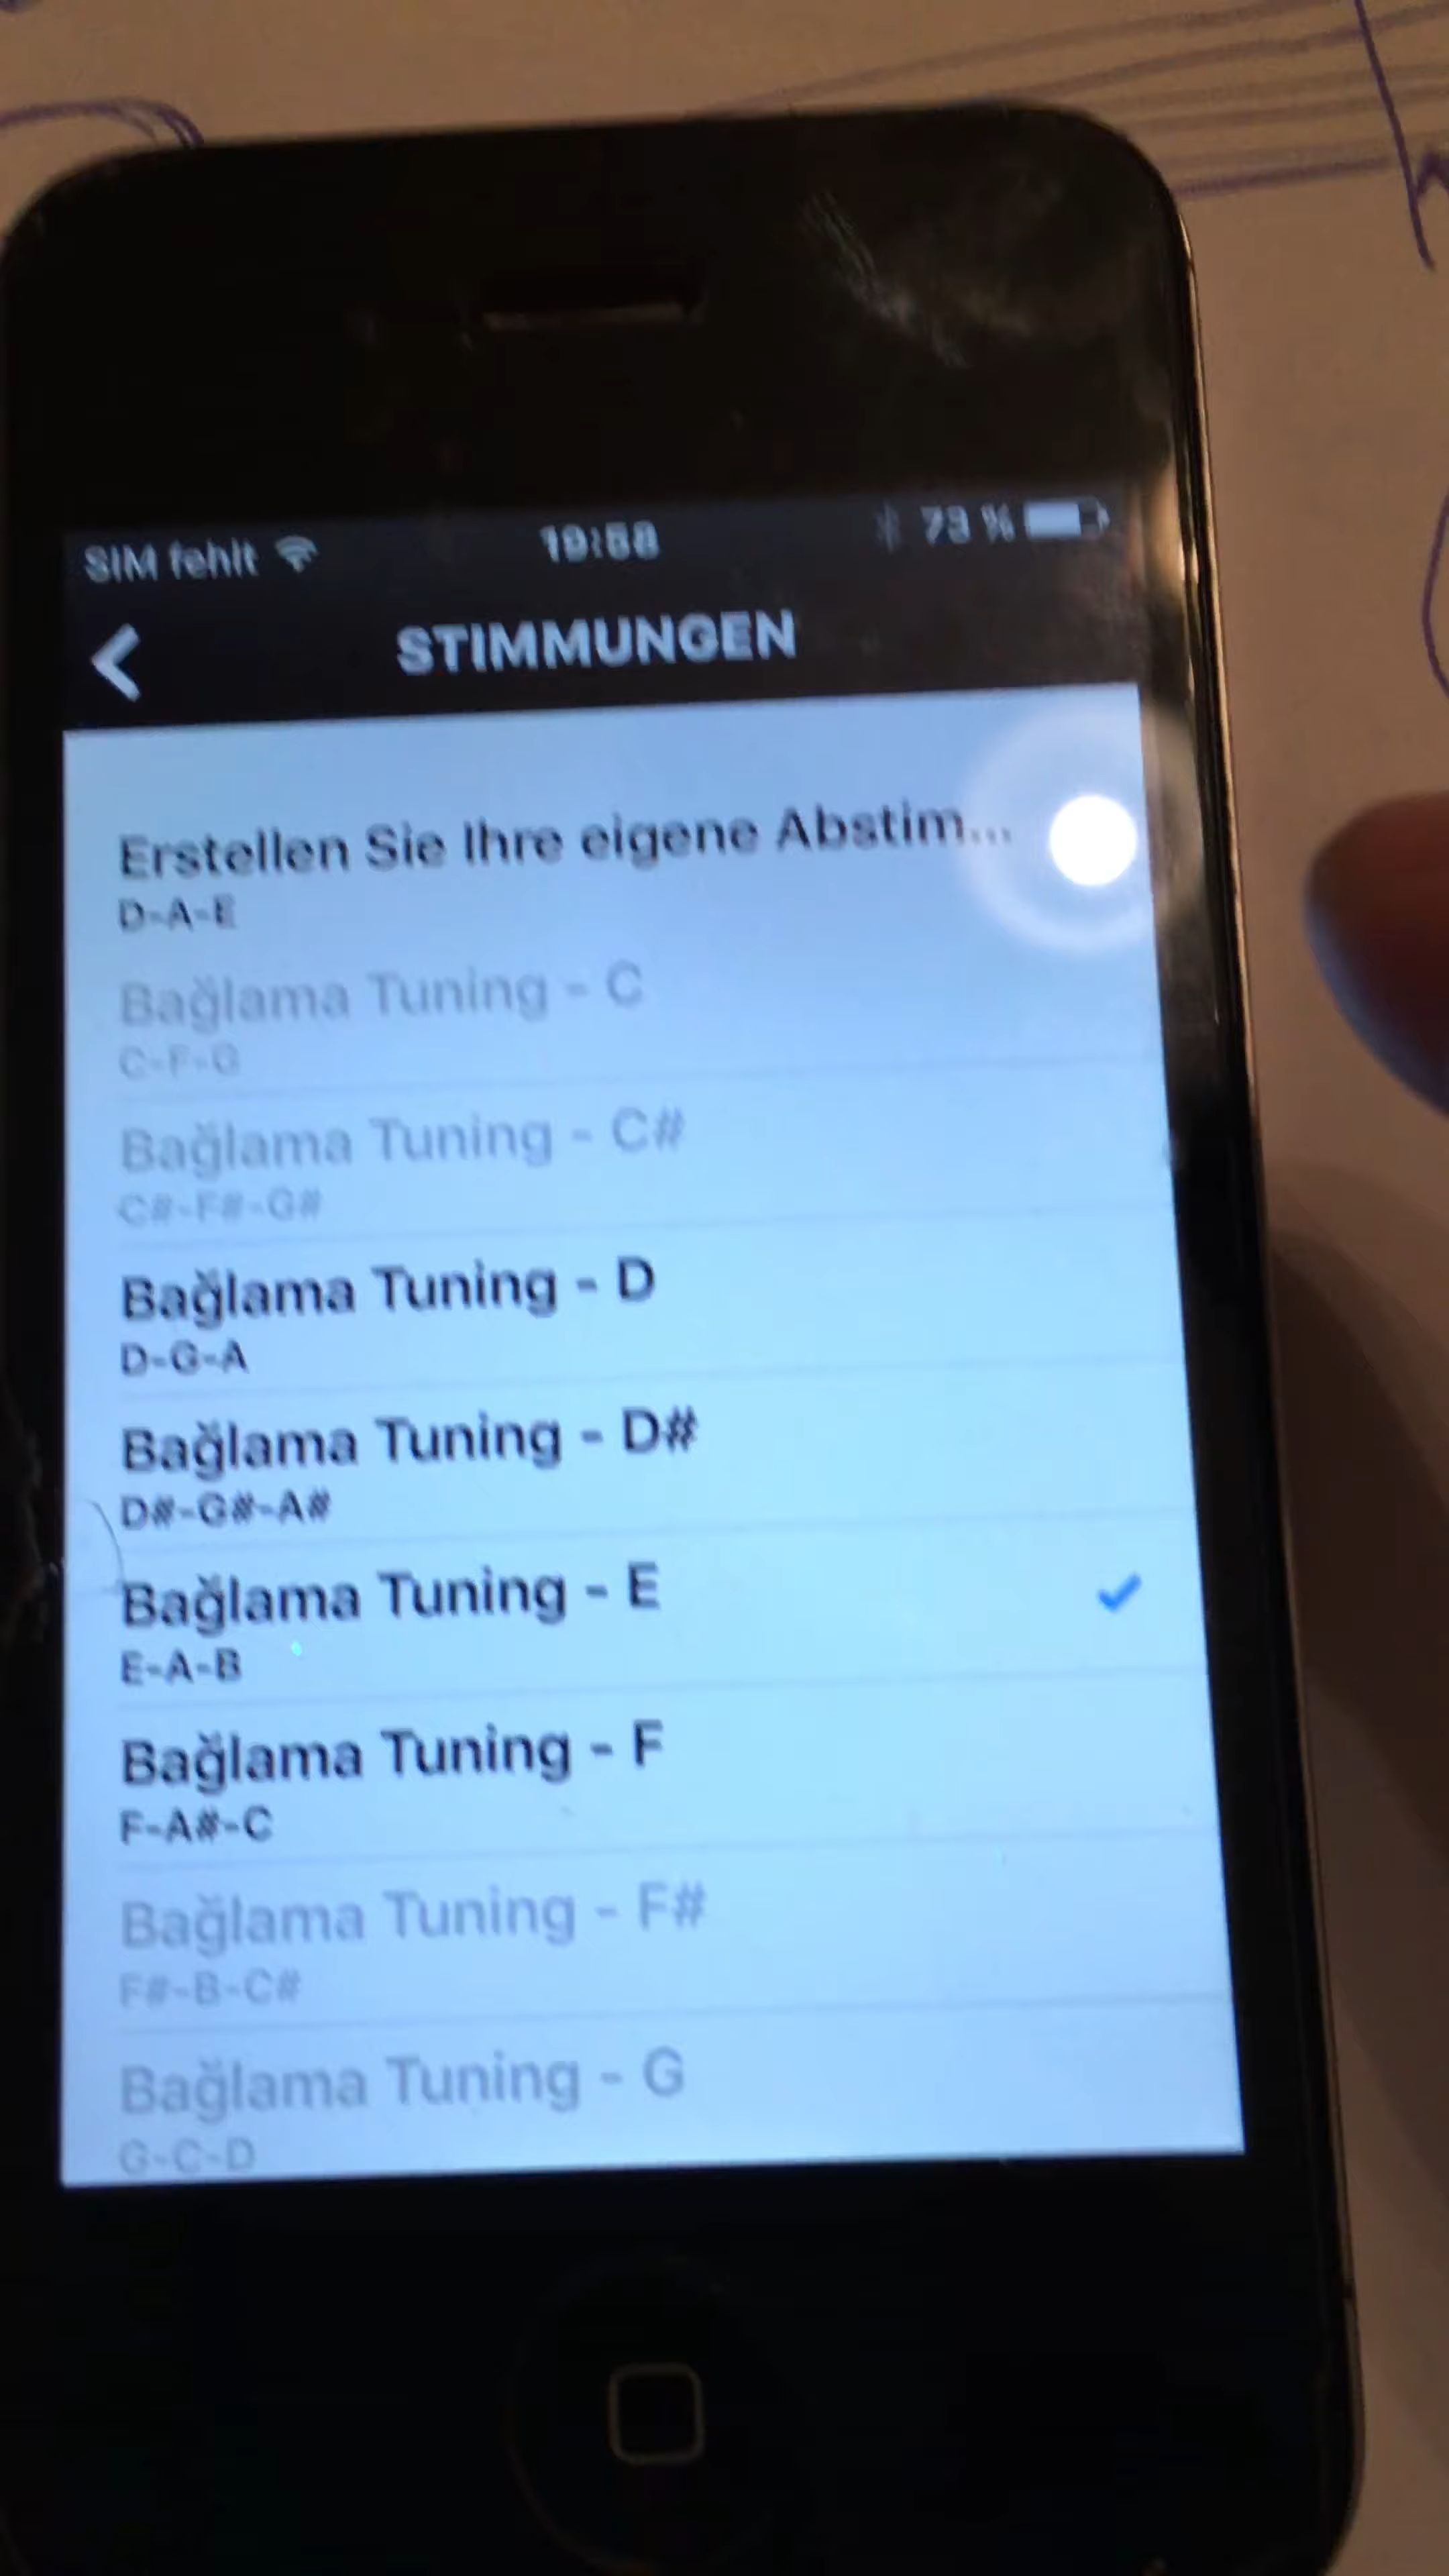 SIM fehlt
19:58
73 %
STIMMUNGEN
Erstellen Sie Ihre eigene Abstim...
D-A-E
Bağlama Tuning - C
C-F-G
Bağlama Tuning - C#
C#-F#-G#
Bağlama Tuning - D
D-G-A
Bağlama Tuning - D#
D#-G#-A#
Bağlama Tuning - E
E-A-B
Bağlama Tuning - F
F-A#-C
Bağlama Tuning - F#
F#-B-C#
Bağlama Tuning - G
G-C-D